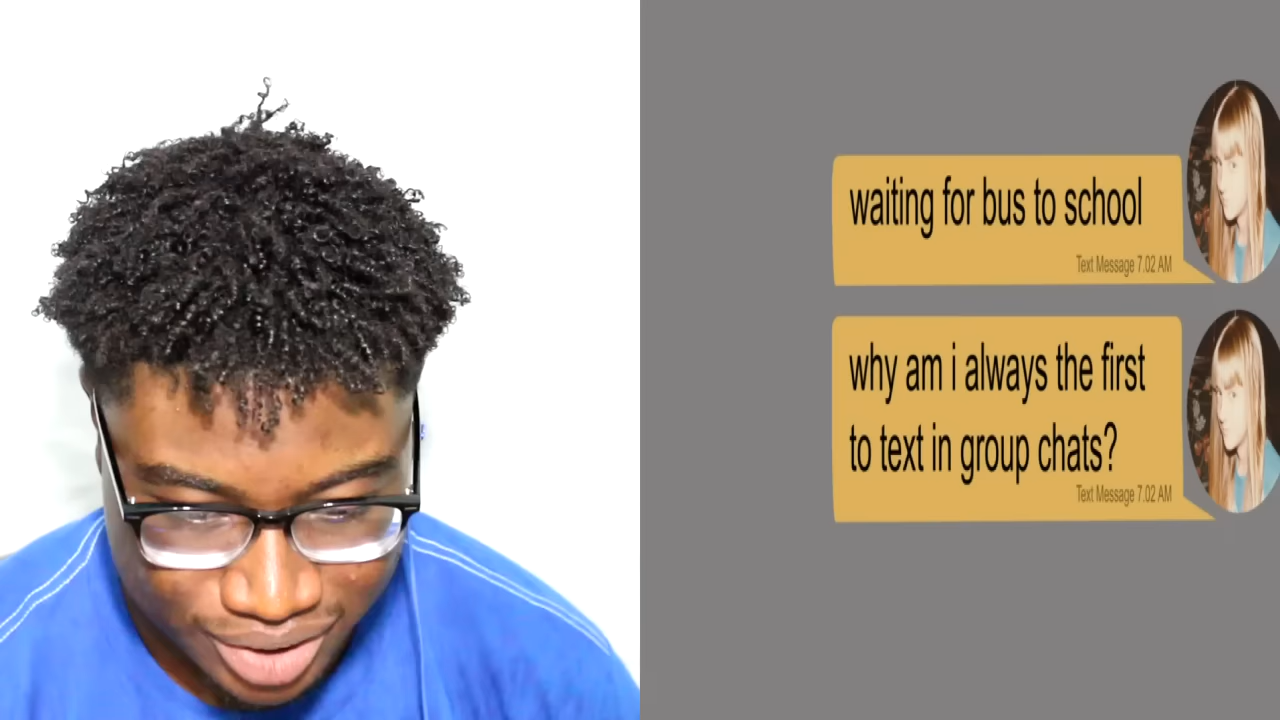 waiting for bus to school
Text Message 7.02 AM
why am i always the first
to text in group chats?
Text Message 7.02 AM